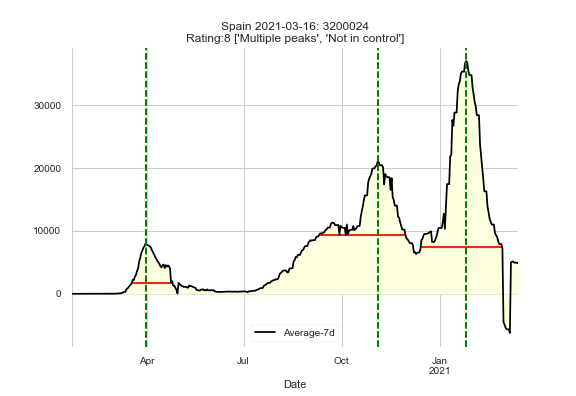 Spain 2021-03-16: 3200024
Rating:8 ['Multiple peaks', 'Not in control']
30000
20000
10000
0
Average-7d
Apr
Jul
Oct
Jan
2021
Date